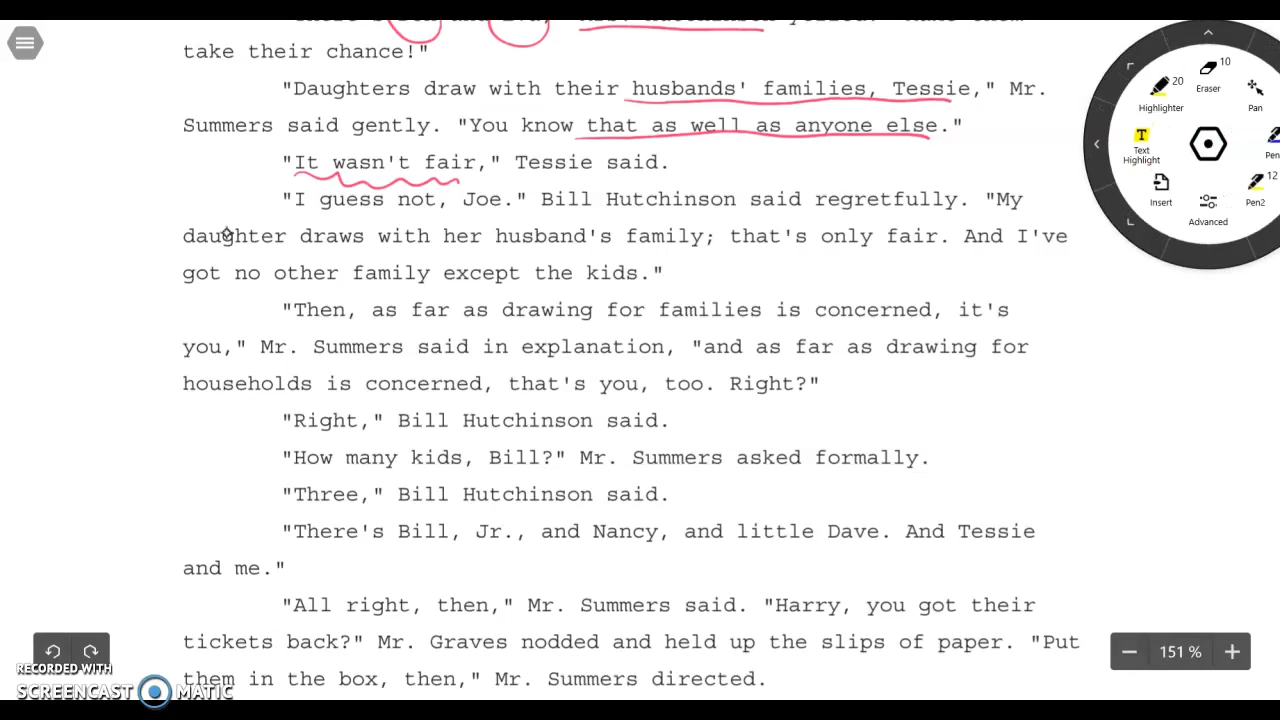 take their chance!"
"Daughters draw with their husbands' families, Tessie," Mr.
Summers said gently. "You know that as well as anyone else."
"It wasn't fair," Tessie said.
"I guess not, Joe." Bill Hutchinson said regretfully. "My
daughter draws with her husband's family; that's only fair. And I've
got no other family except the kids."
"Then, as far as drawing for families is concerned, it's
you," Mr. Summers said in explanation, "and as far as drawing for
households is concerned, that's you, too. Right?"
"Right," Bill Hutchinson said.
"How many kids, Bill?" Mr. Summers asked formally.
"Three," Bill Hutchinson said.
"There's Bill, Jr., and Nancy, and little Dave. And Tessie
and me."
"All right, then," Mr. Summers said. "Harry, you got their
tickets back?" Mr. Graves nodded and held up the slips of paper. "Put
them in the box, then," Mr. Summers directed.
10
Eraser
20
Highlighter
Pan
T
Text
Highlight
Pen
Insert
12
Pen2
Advanced
151 %
RECORDED WITH
SCREENCAST MATIC